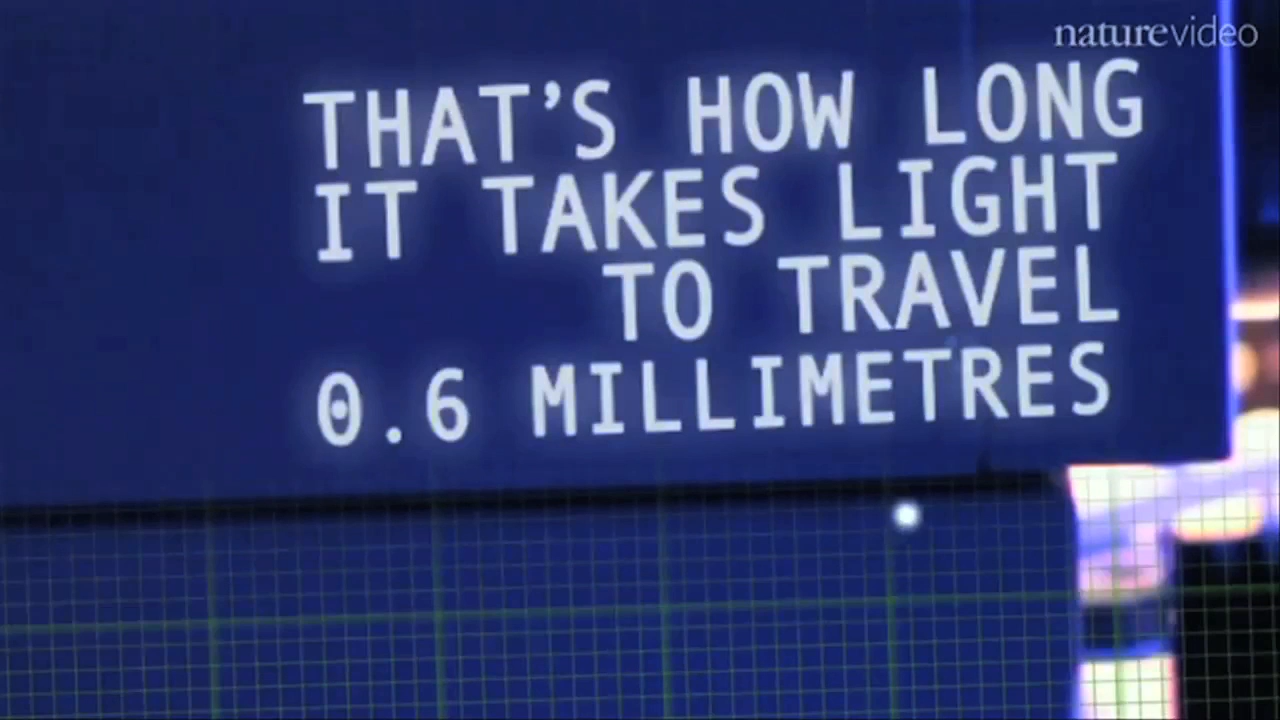 naturevideo
THAT'S HOW LONG
IT TAKES LIGHT
TO TRAVEL
0.6 MILLIMETRES